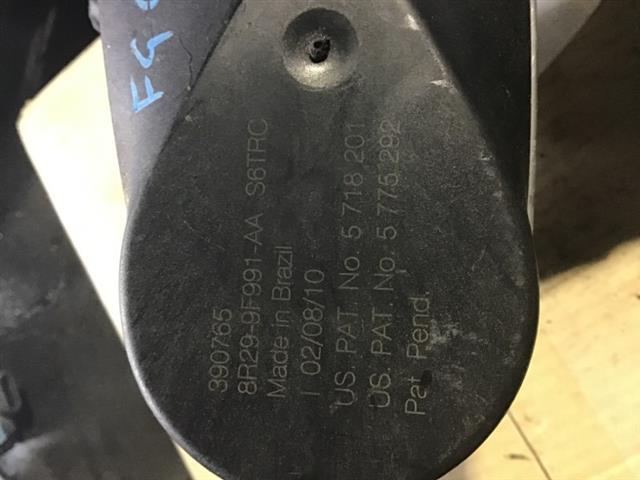 390765
8R29-9F991-AA S6TRC
Made in Brazil
I 02/08/10
US. PAT. No. 5 718 201
US. PAT. No. 5 775 292
Pat. Pend.